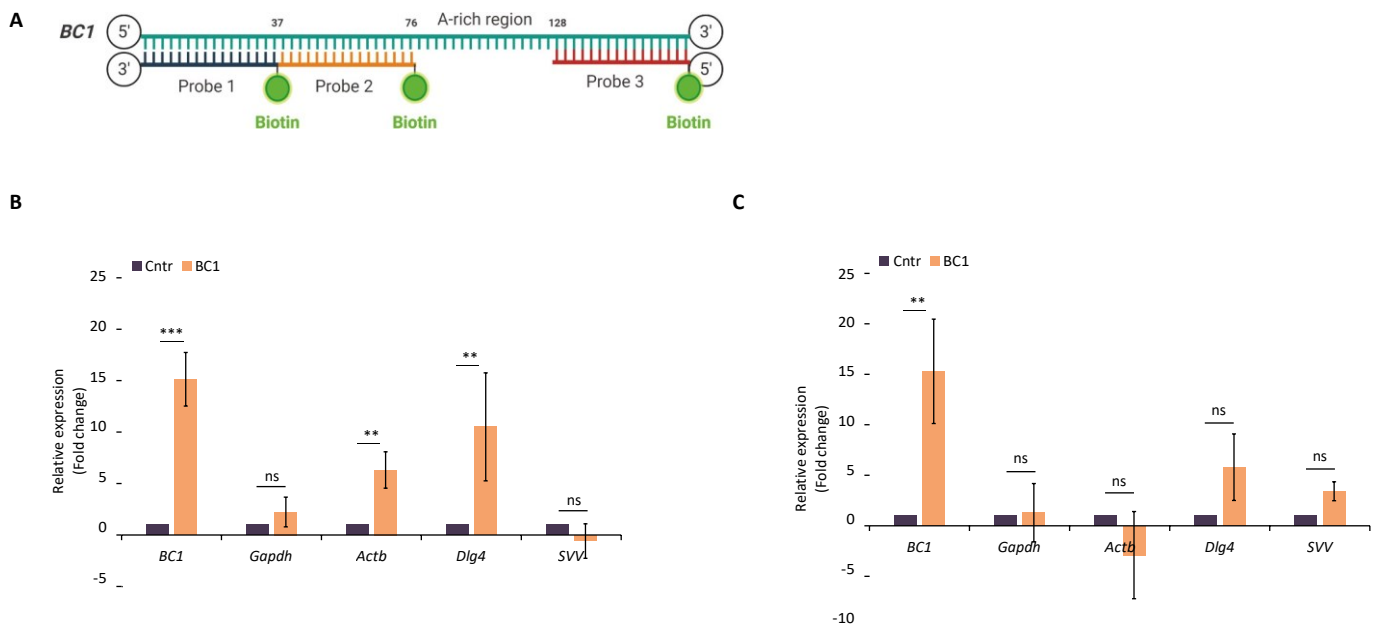 A
BC1
5'
37
76
A-rich region
128
3'
3'
Probe 1
Probe 2
Probe 3
5'
Biotin
Biotin
Biotin
B
Cntr BC1
Relative expression
(Fold change)
25
20
15
10
5
0
-5
***
ns
**
**
ns
BC1 Gapdh Actb Dlg4 SVV
C
Cntr BC1
Relative expression
(Fold change)
25
20
15
10
5
0
-5
-10
**
ns
ns
ns
ns
BC1 Gapdh Actb Dlg4 SVV